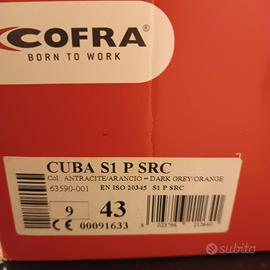 COFRA
BORN TO WORK
CUBA S1 P SRC
Col: ANTRACITE/ARANCIO = DARK GREY/ORANGE
63590-001 EN ISO 20345 S1 P SRC
9 43
CE 00091633
subito